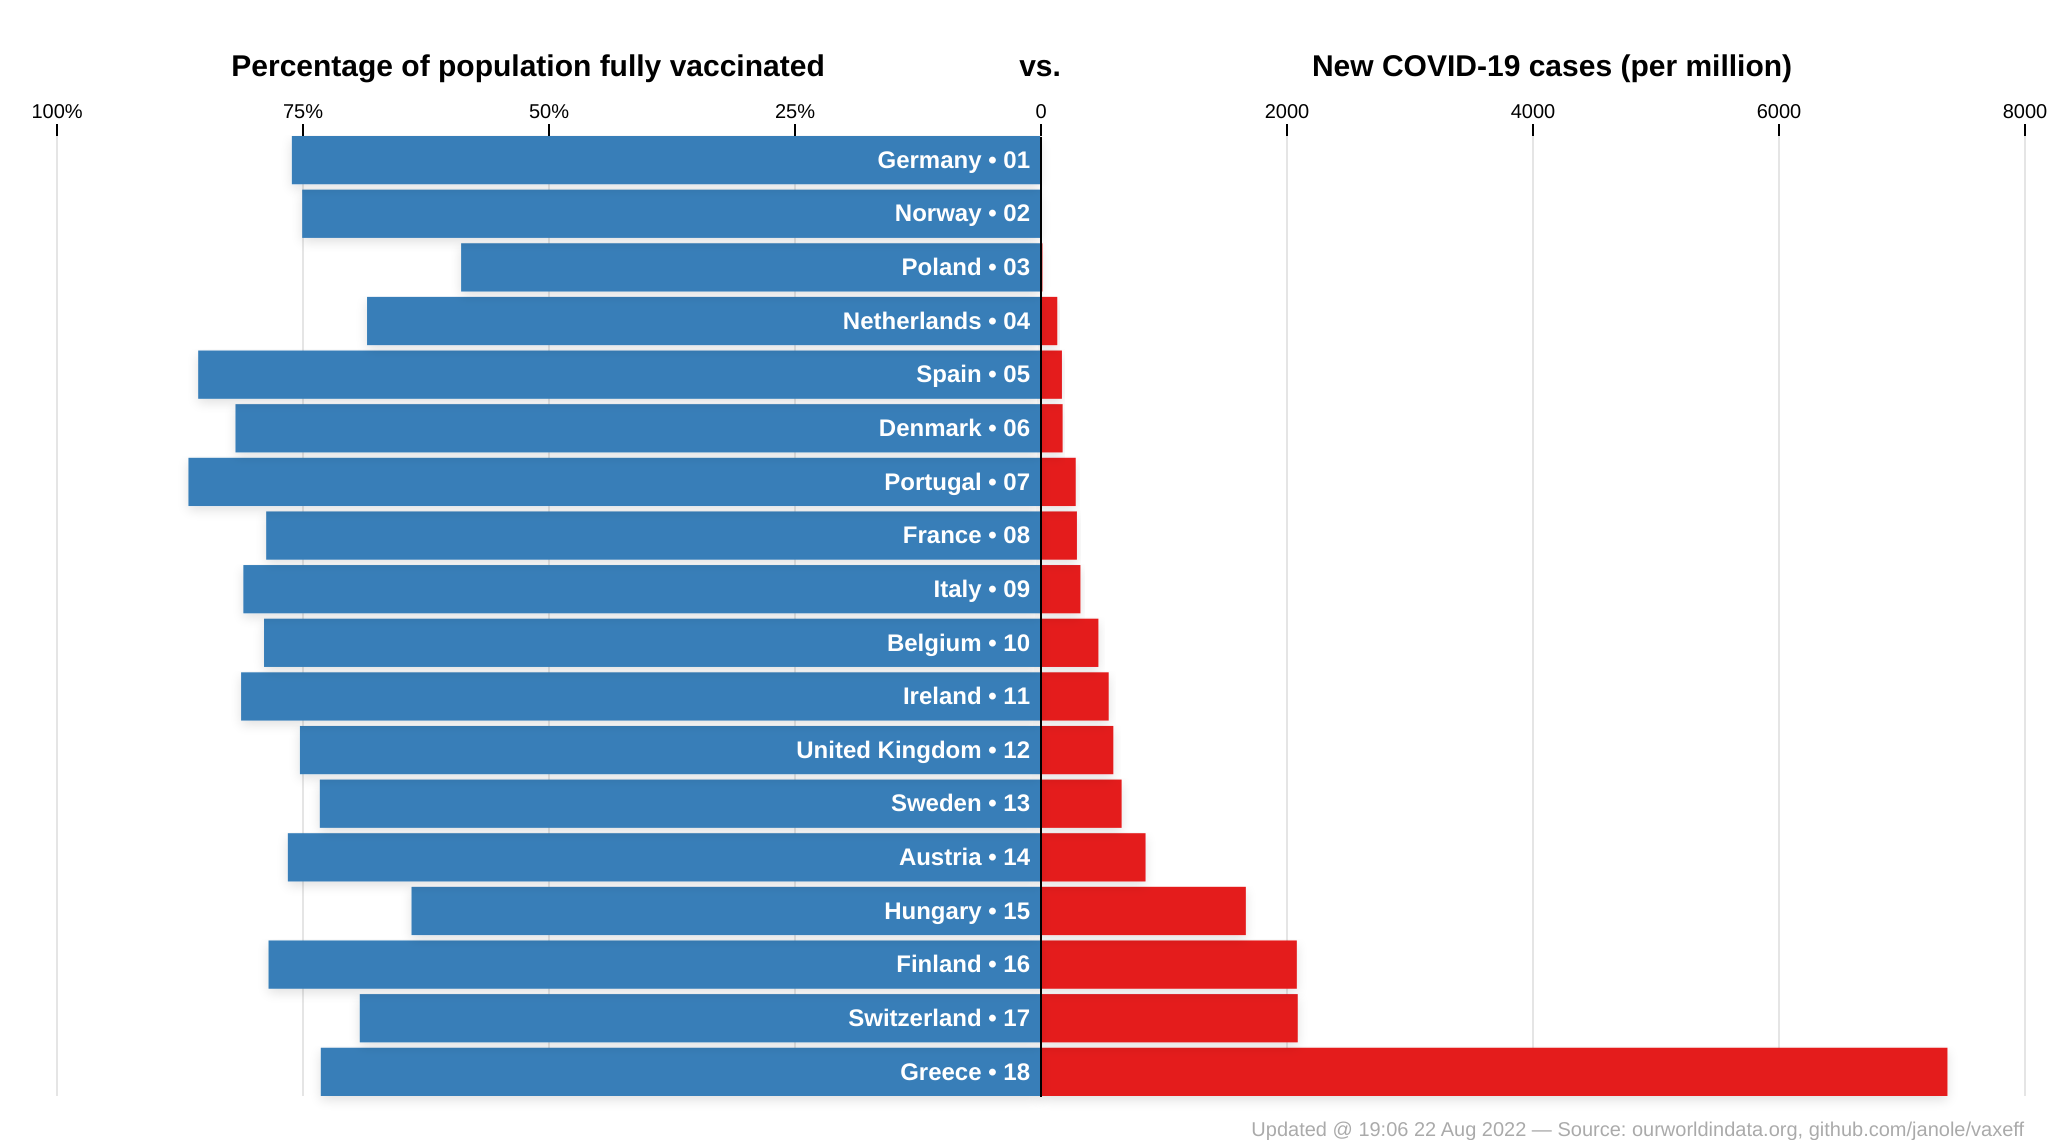 Percentage of population fully vaccinated vs. New COVID-19 cases (per million)
100% 75% 50% 25% 0 2000 4000 6000 8000
Germany • 01
Norway • 02
Poland • 03
Netherlands • 04
Spain • 05
Denmark • 06
Portugal • 07
France • 08
Italy • 09
Belgium • 10
Ireland • 11
United Kingdom • 12
Sweden • 13
Austria • 14
Hungary • 15
Finland • 16
Switzerland • 17
Greece • 18
Updated @ 19:06 22 Aug 2022 — Source: ourworldindata.org, github.com/janole/vaxeff